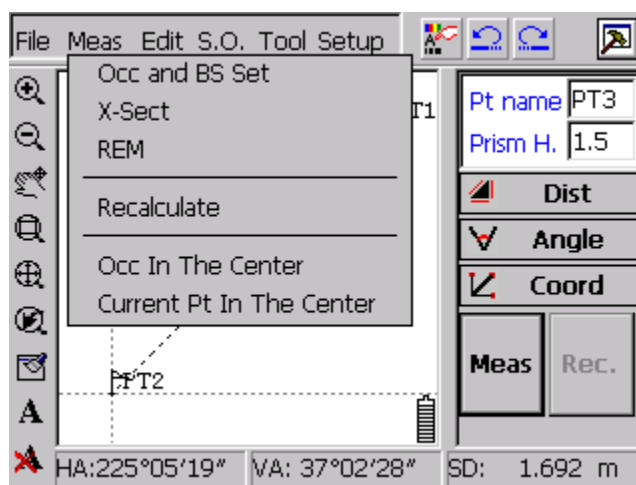 File Meas Edit S.O. Tool Setup
Occ and BS Set
X-Sect
REM
Recalculate
Occ In The Center
Current Pt In The Center
T1
PT2
A
Pt name PT3
Prism H. 1.5
Dist
Angle
Coord
Meas Rec.
HA:225°05'19" VA: 37°02'28" SD: 1.692 m